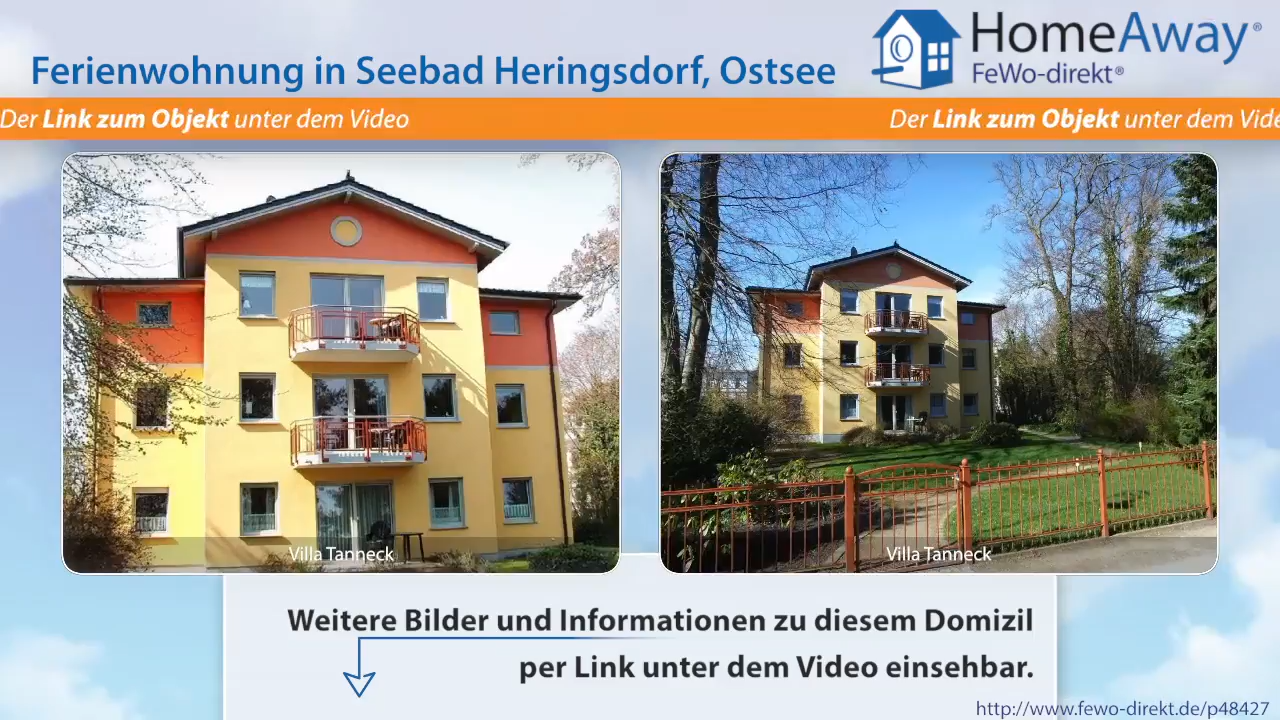 HomeAway®
FeWo-direkt®
Ferienwohnung in Seebad Heringsdorf, Ostsee
Der Link zum Objekt unter dem Video
Der Link zum Objekt unter dem Vide
Villa Tanneck
Villa Tanneck
Weitere Bilder und Informationen zu diesem Domizil
per Link unter dem Video einsehbar.
http://www.fewo-direkt.de/p48427